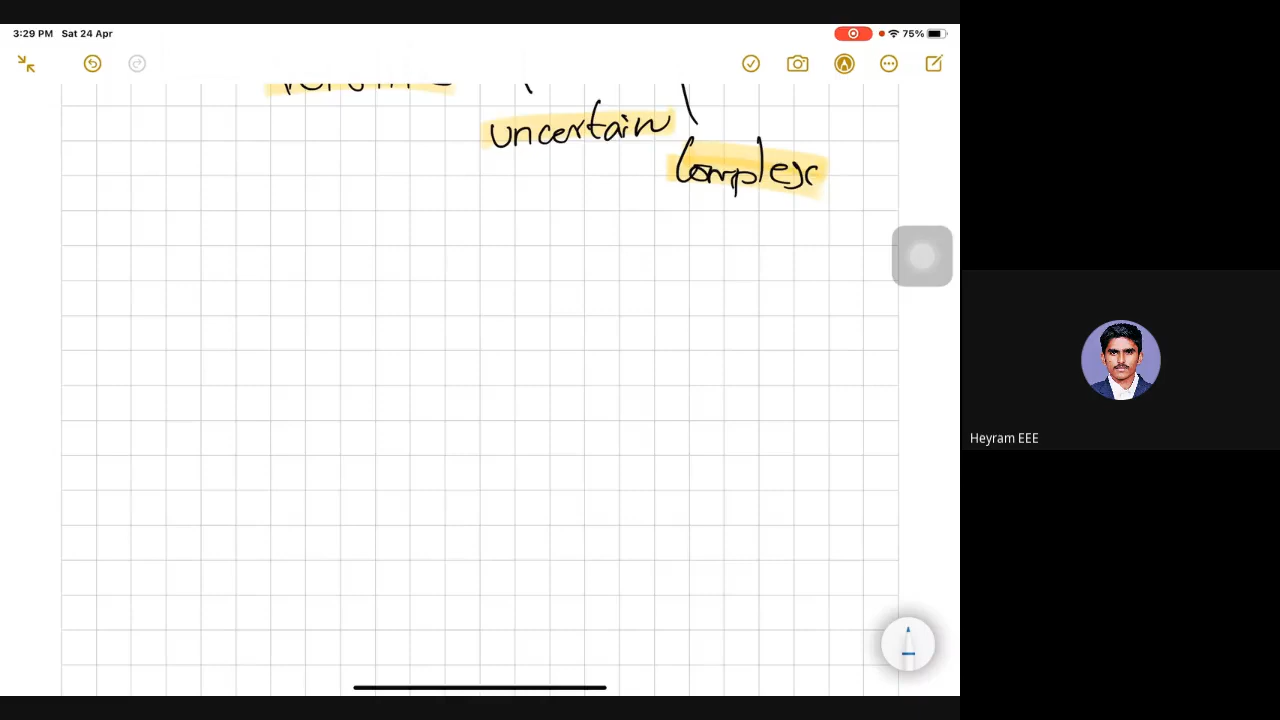 3:29 PM Sat 24 Apr
75%
uncertain
Complex
Heyram EEE